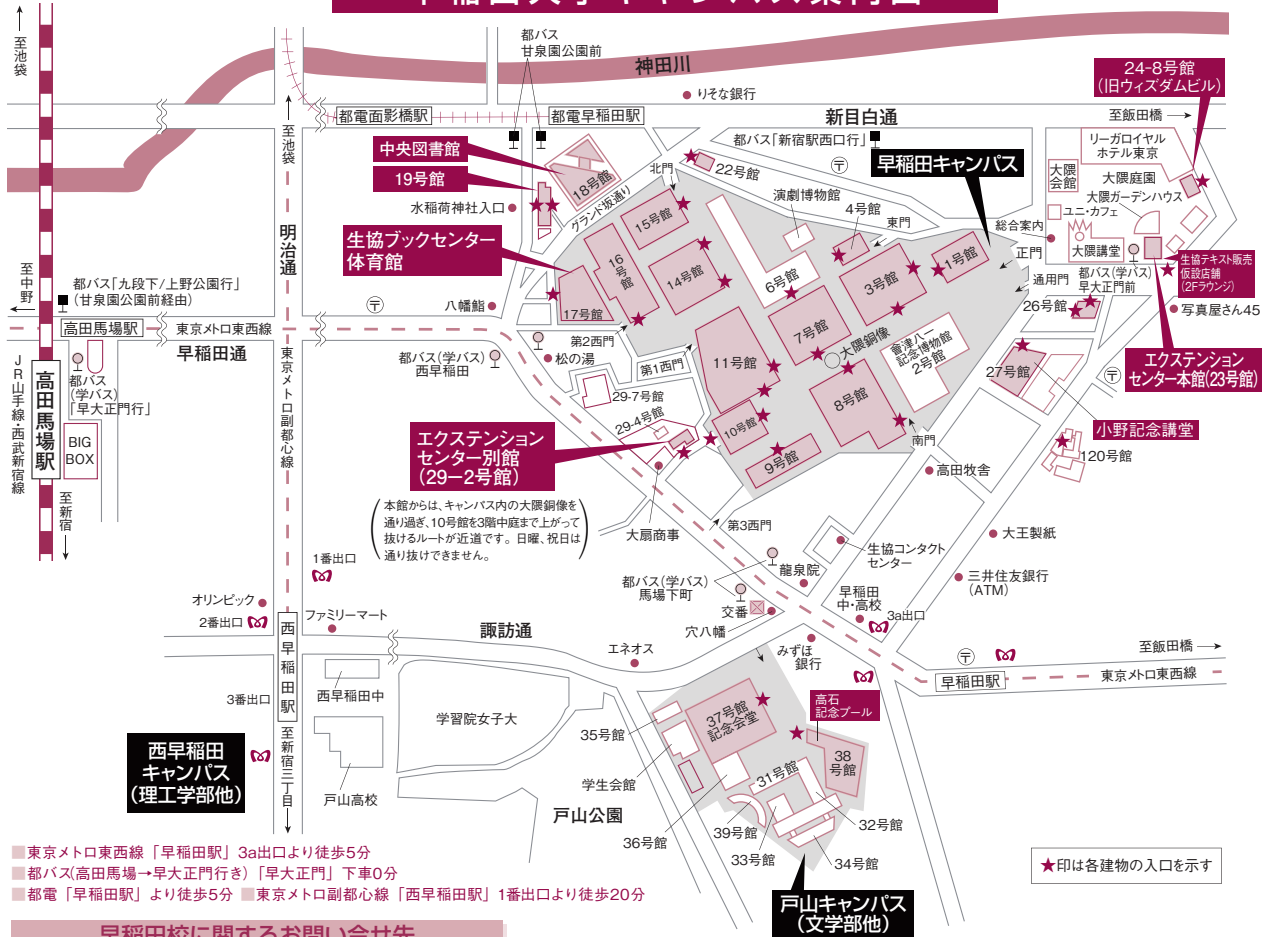 早稲田大学キャンパス案内図
至池袋
都バス
甘泉園公園前
神田川
24-8号館
(旧ウィズダムビル)
りそな銀行
都電面影橋駅
都電早稲田駅
新目白通
至飯田橋
至池袋
中央図書館
都バス「新宿駅西口行」
〒
リーガロイヤル
ホテル東京
早稲田キャンパス
19号館
18号館
北門
22号館
大隈
会館
大隈庭園
水稲荷神社入口
グランド坂通り
演劇博物館
4号館
大隈ガーデンハウス
ユニ・カフェ
明治通
15号館
東門
総合案内
生協ブックセンター
体育館
16号館
14号館
6号館
3号館
1号館
正門
大隈講堂
生協テキスト販売
仮設店舗
(2Fラウンジ)
至中野
都バス「九段下/上野公園行」
(甘泉園公園前経由)
〒
八幡鮨
17号館
通用門
都バス(学バス)
早大正門前
26号館
写真屋さん45
高田馬場駅
東京メトロ東西線
早稲田通
第2西門
7号館
大隈銅像
會津八一
記念博物館
2号館
都バス(学バス)
西早稲田
松の湯
第1西門
11号館
27号館
〒
エクステンション
センター本館(23号館)
JR山手線・西武新宿線
高田馬場駅
都バス
(学バス)
「早大正門行」
東京メトロ副都心線
29-7号館
8号館
29-4号館
10号館
小野記念講堂
BIG
BOX
エクステンション
センター別館
(29−2号館)
9号館
南門
120号館
高田牧舎
至新宿
本館からは、キャンパス内の大隈銅像を
通り過ぎ、10号館を3階中庭まで上がって
抜けるルートが近道です。日曜、祝日は
通り抜けできません。
大扇商事
第3西門
大王製紙
生協コンタクト
センター
1番出口
龍泉院
三井住友銀行
(ATM)
都バス(学バス)
馬場下町
早稲田
中・高校
オリンピック
2番出口
ファミリーマート
交番
3a出口
穴八幡
諏訪通
西早稲田駅
エネオス
みずほ
銀行
〒
至飯田橋
早稲田駅
東京メトロ東西線
西早稲田中
3番出口
高石
記念プール
学習院女子大
37号館
記念会堂
35号館
西早稲田
キャンパス
(理工学部他)
至新宿三丁目
38
号館
31号館
学生会館
戸山高校
戸山公園
32号館
39号館
36号館
33号館
34号館
東京メトロ東西線「早稲田駅」3a出口より徒歩5分
都バス(高田馬場→早大正門行き)「早大正門」下車0分
都電「早稲田駅」より徒歩5分 東京メトロ副都心線「西早稲田駅」1番出口より徒歩20分
★印は各建物の入口を示す
戸山キャンパス
(文学部他)
早稲田校に関するお問い合せ先